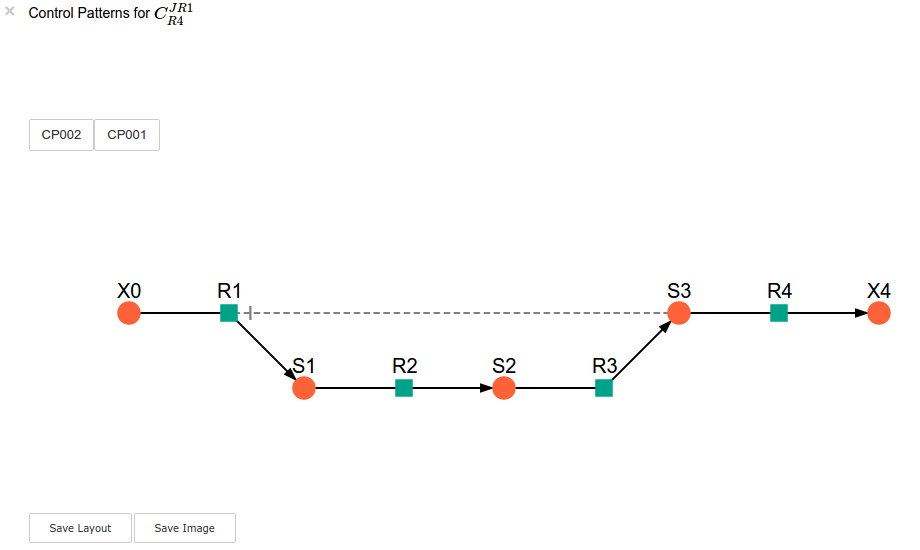 × Control Patterns for C^{JR1}_{R4}
CP002 CP001
X0 R1 S3 R4 X4
S1 R2 S2 R3
Save Layout Save Image